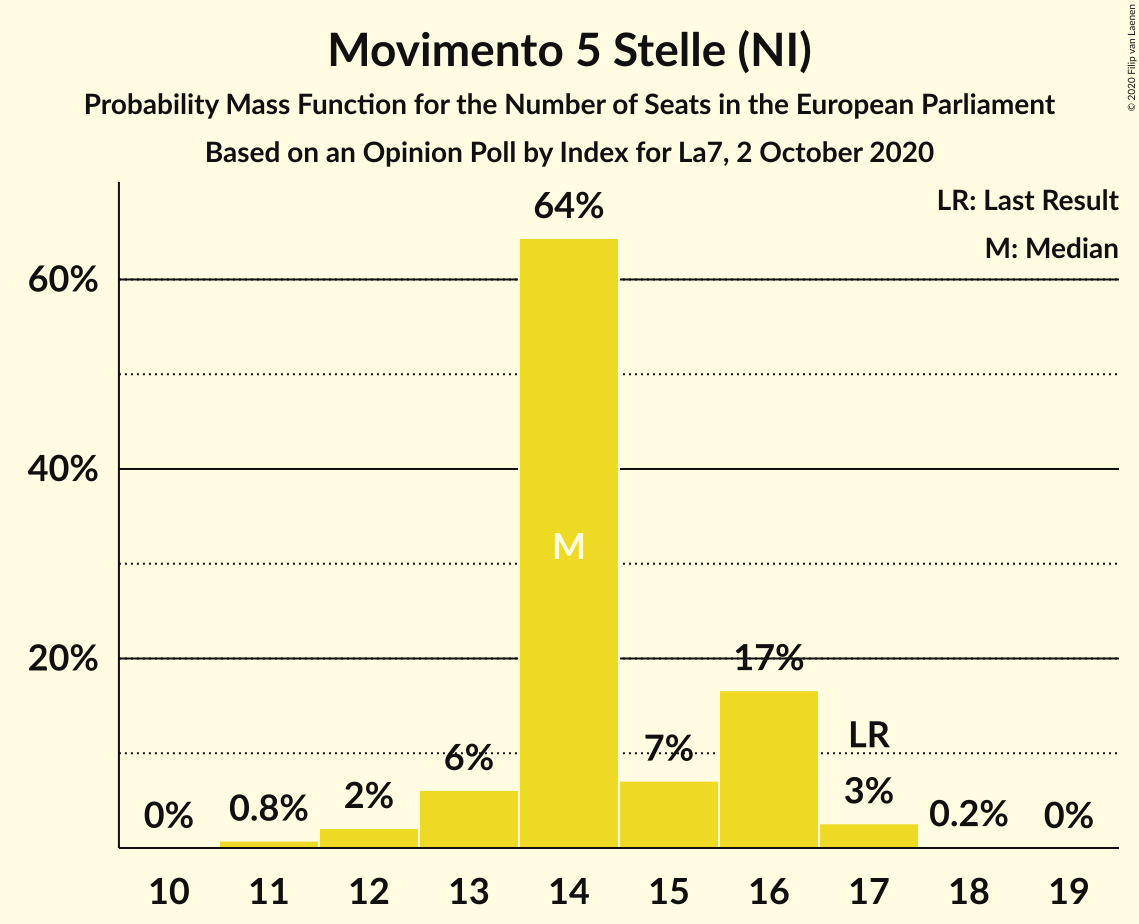 Movimento 5 Stelle (NI)
Probability Mass Function for the Number of Seats in the European Parliament
Based on an Opinion Poll by Index for La7, 2 October 2020
© 2020 Filip van Laenen
LR: Last Result
M: Median
60%
40%
20%
0%
0.8%
2%
6%
64%
M
7%
17%
LR
3%
0.2%
0%
10 11 12 13 14 15 16 17 18 19